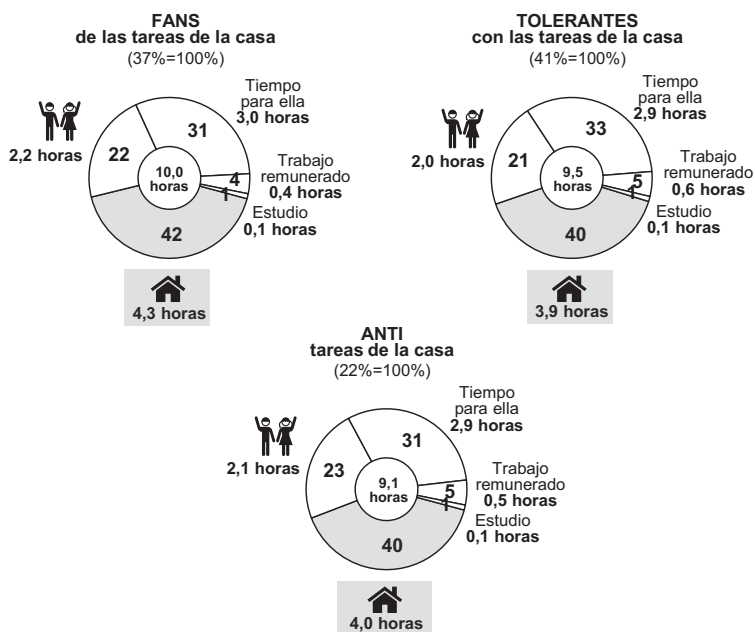 FANS
de las tareas de la casa
(37%=100%)
Tiempo
para ella
3,0 horas
2,2 horas
22
31
10,0
horas
Trabajo
remunerado
0,4 horas
4
1
Estudio
0,1 horas
42
4,3 horas
TOLERANTES
con las tareas de la casa
(41%=100%)
Tiempo
para ella
2,9 horas
2,0 horas
21
33
9,5
horas
Trabajo
remunerado
0,6 horas
5
1
Estudio
0,1 horas
40
3,9 horas
ANTI
tareas de la casa
(22%=100%)
Tiempo
para ella
2,9 horas
2,1 horas
23
31
9,1
horas
Trabajo
remunerado
0,5 horas
5
1
Estudio
0,1 horas
40
4,0 horas